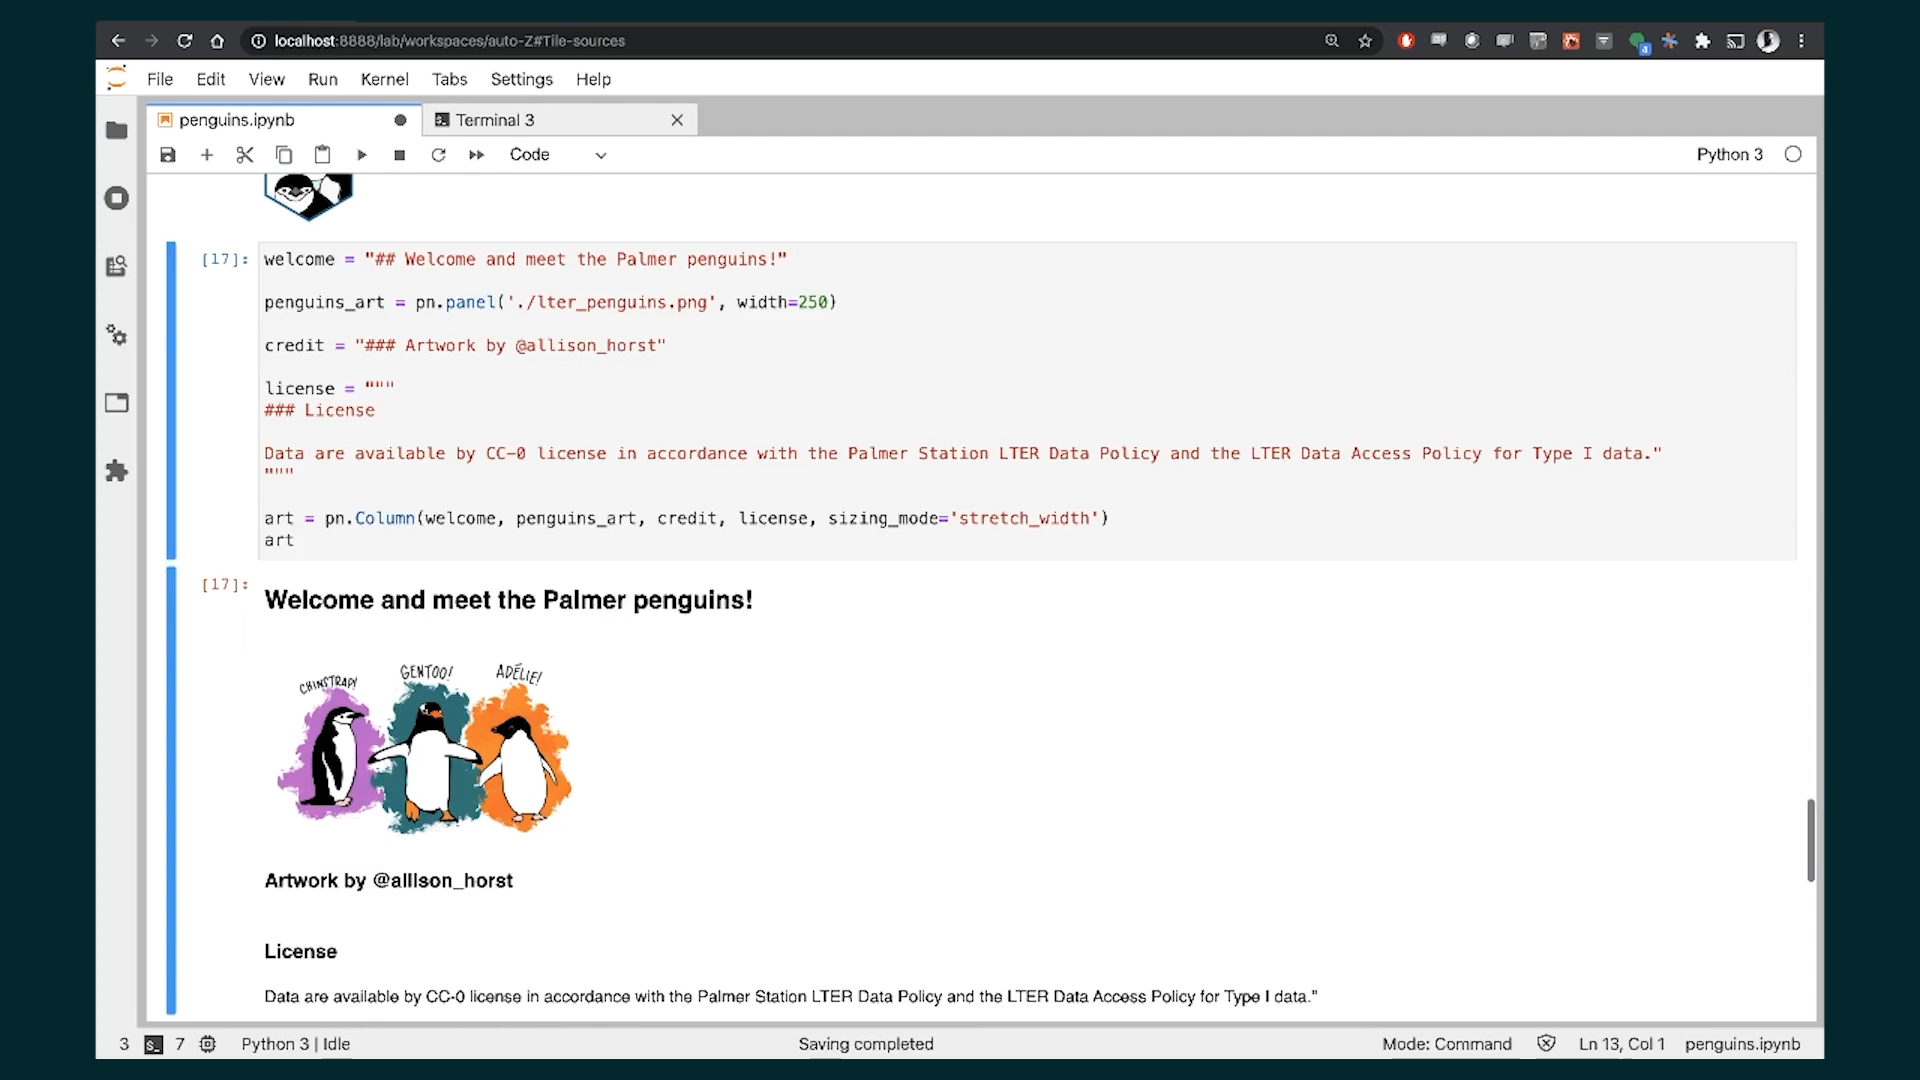 localhost:8888/lab/workspaces/auto-Z#Tile-sources
File Edit View Run Kernel Tabs Settings Help
penguins.ipynb Terminal 3
Code Python 3
[17]: welcome = "## Welcome and meet the Palmer penguins!"
penguins_art = pn.panel('./lter_penguins.png', width=250)
credit = "### Artwork by @allison_horst"
license = """
### License
Data are available by CC-0 license in accordance with the Palmer Station LTER Data Policy and the LTER Data Access Policy for Type I data."
"""
art = pn.Column(welcome, penguins_art, credit, license, sizing_mode='stretch_width')
art
[17]: Welcome and meet the Palmer penguins!
CHINSTRAP! GENTOO! ADÉLIE!
Artwork by @allison_horst
License
Data are available by CC-0 license in accordance with the Palmer Station LTER Data Policy and the LTER Data Access Policy for Type I data."
3 7 Python 3 | Idle Saving completed Mode: Command Ln 13, Col 1 penguins.ipynb